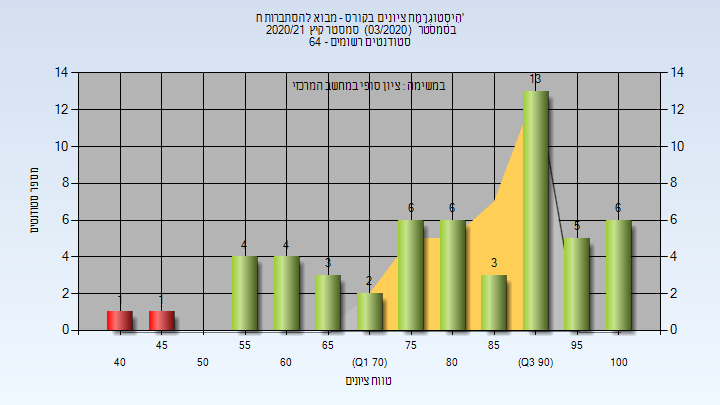 היסטוגרמת ציונים בקורס - מבוא להסתברות ח'
בסמסטר (03/2020) סמסטר קיץ 2020/21
סטודנטים רשומים - 64
במשימה : ציון סופי במחשב המרכזי
מספר סטודנטים
14 14
12 12
10 10
8 8
6 6
4 4
2 2
0 0
1 1 4 4 3 2 6 6 3 13 5 6
45 55 65 75 85 95
40 50 60 (Q1 70) 80 (Q3 90) 100
טווח ציונים